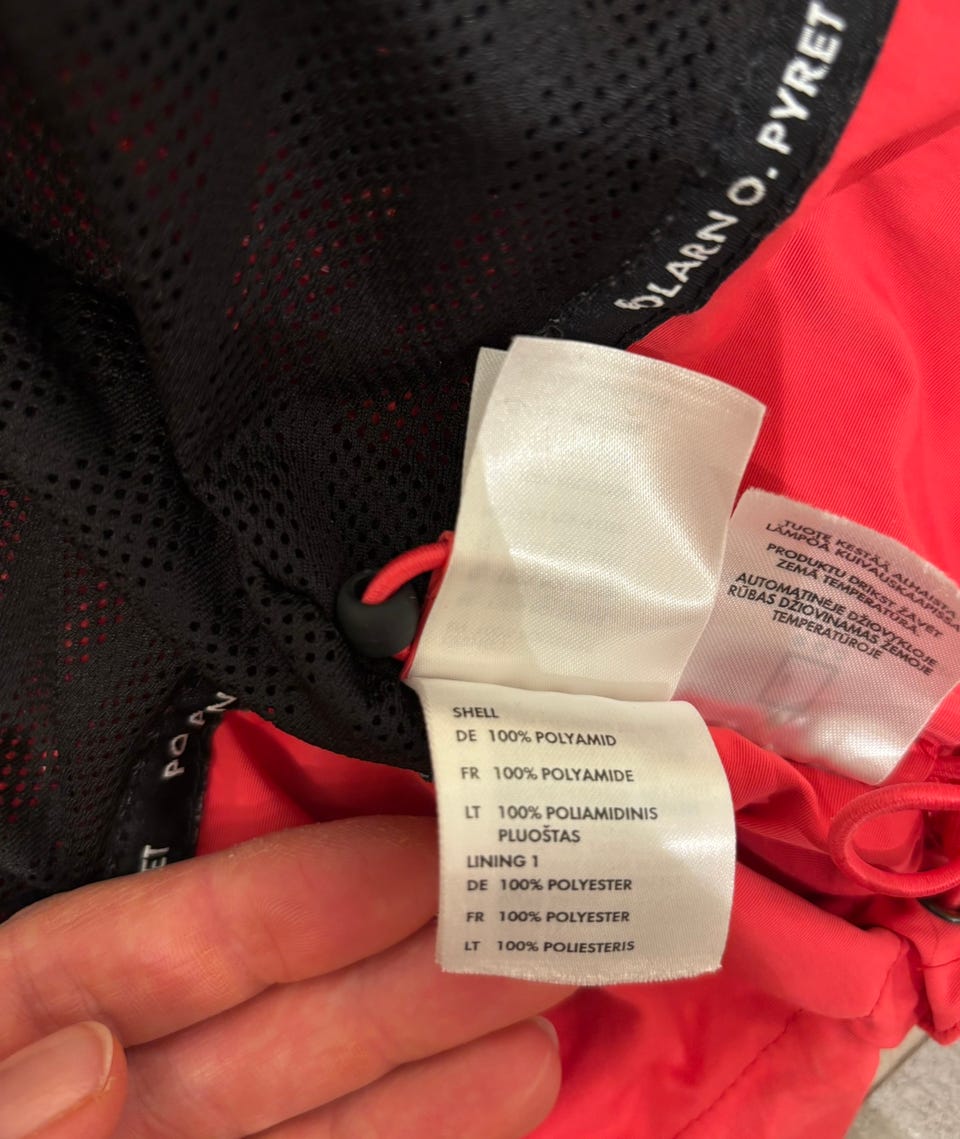 OLARN O. PYRET
TUOTE KESTÄÄ ALHAISTA
LÄMPÖÄ KUIVAUSKAAPISSA
PRODUKTU DRĪKST ŽĀVĒT
ZEMĀ TEMPERATŪRĀ
AUTOMATINĖJE DŽIOVYKLOJE
RŪBAS DŽIOVINAMAS ŽEMOJE
TEMPERATŪROJE
SHELL
DE 100% POLYAMID
FR 100% POLYAMIDE
LT 100% POLIAMIDINIS
PLUOŠTAS
LINING 1
DE 100% POLYESTER
FR 100% POLYESTER
LT 100% POLIESTERIS